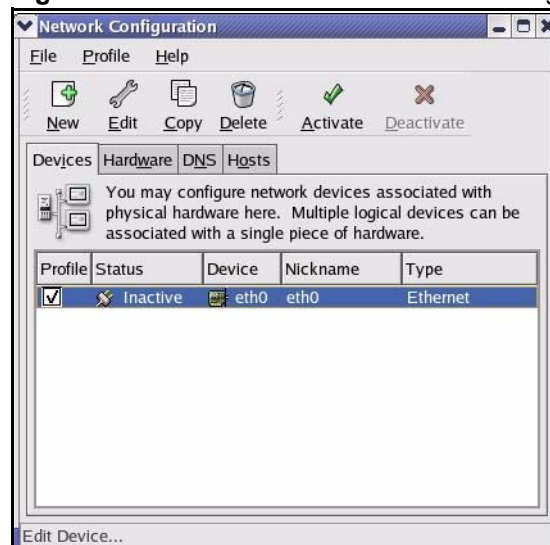 Network Configuration
File Profile Help
New Edit Copy Delete Activate Deactivate
Devices Hardware DNS Hosts
You may configure network devices associated with
physical hardware here. Multiple logical devices can be
associated with a single piece of hardware.
Profile Status Device Nickname Type
Inactive eth0 eth0 Ethernet
Edit Device...